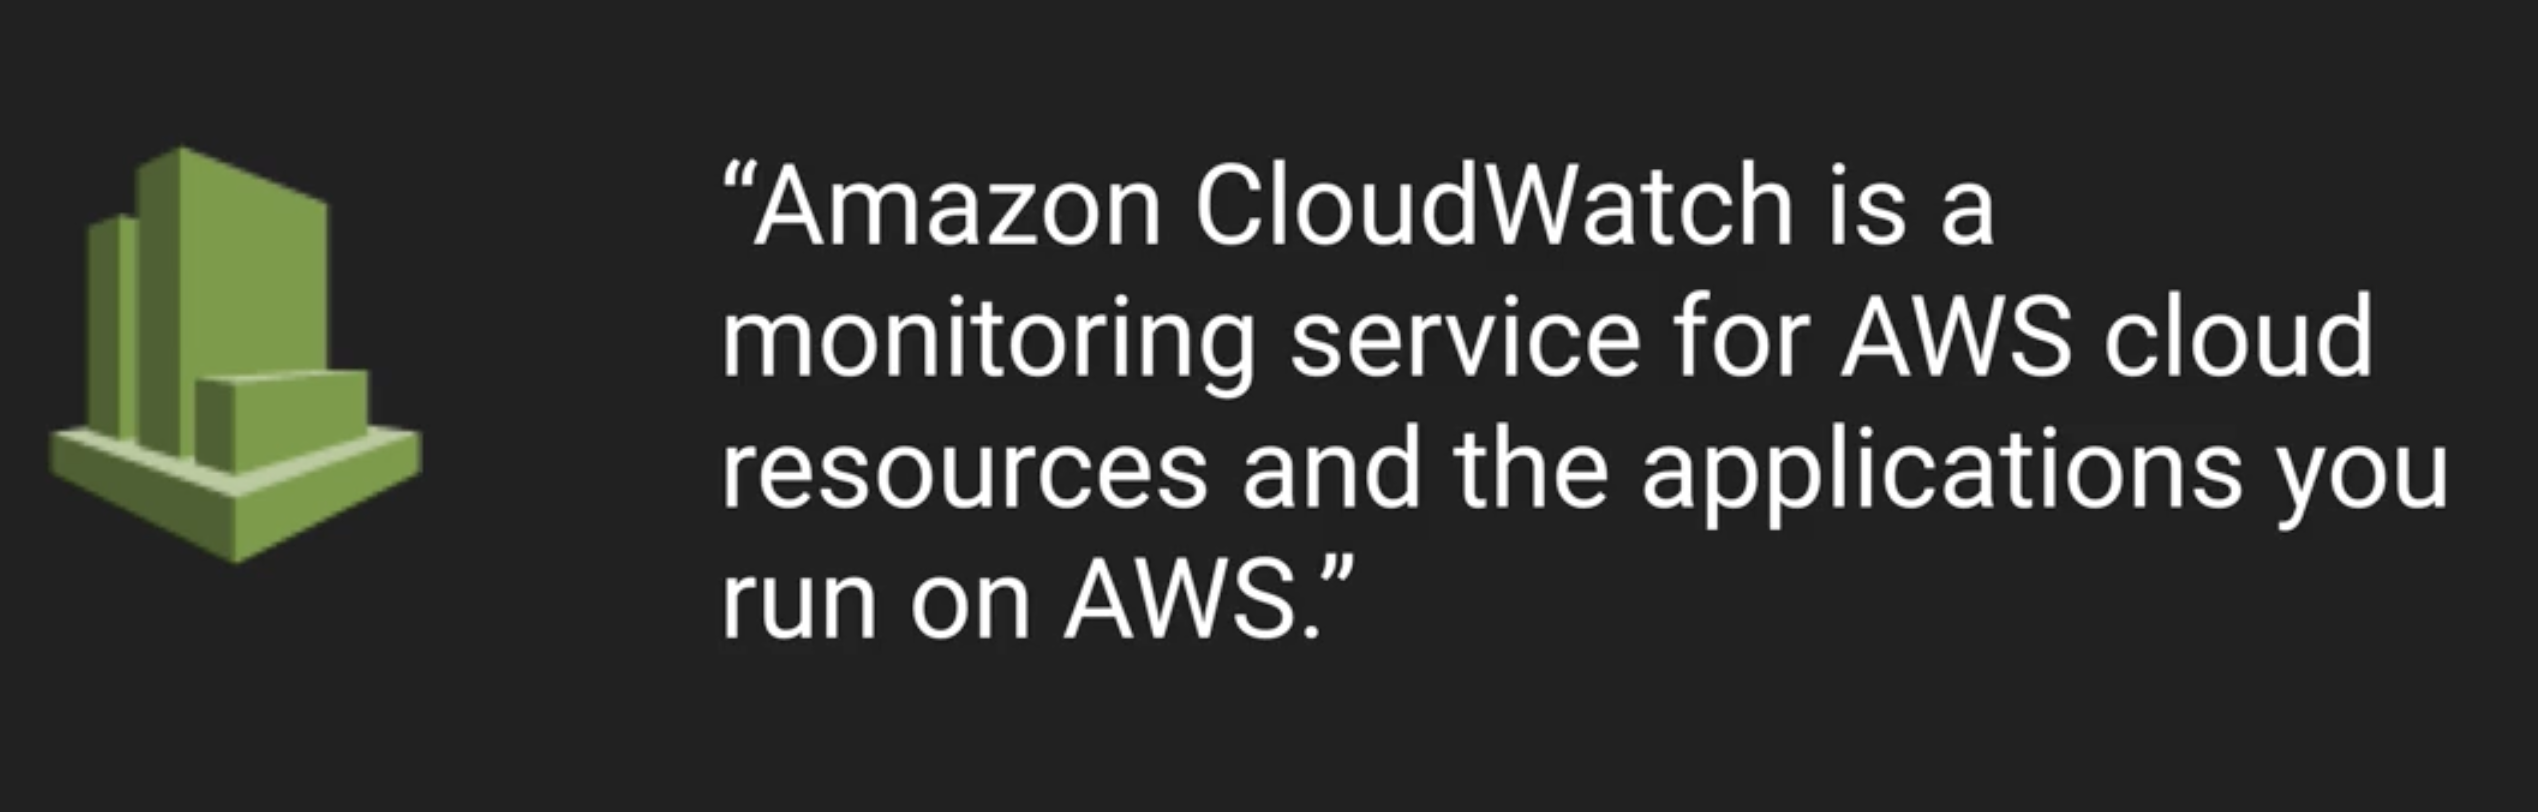 “Amazon CloudWatch is a
monitoring service for AWS cloud
resources and the applications you
run on AWS.”